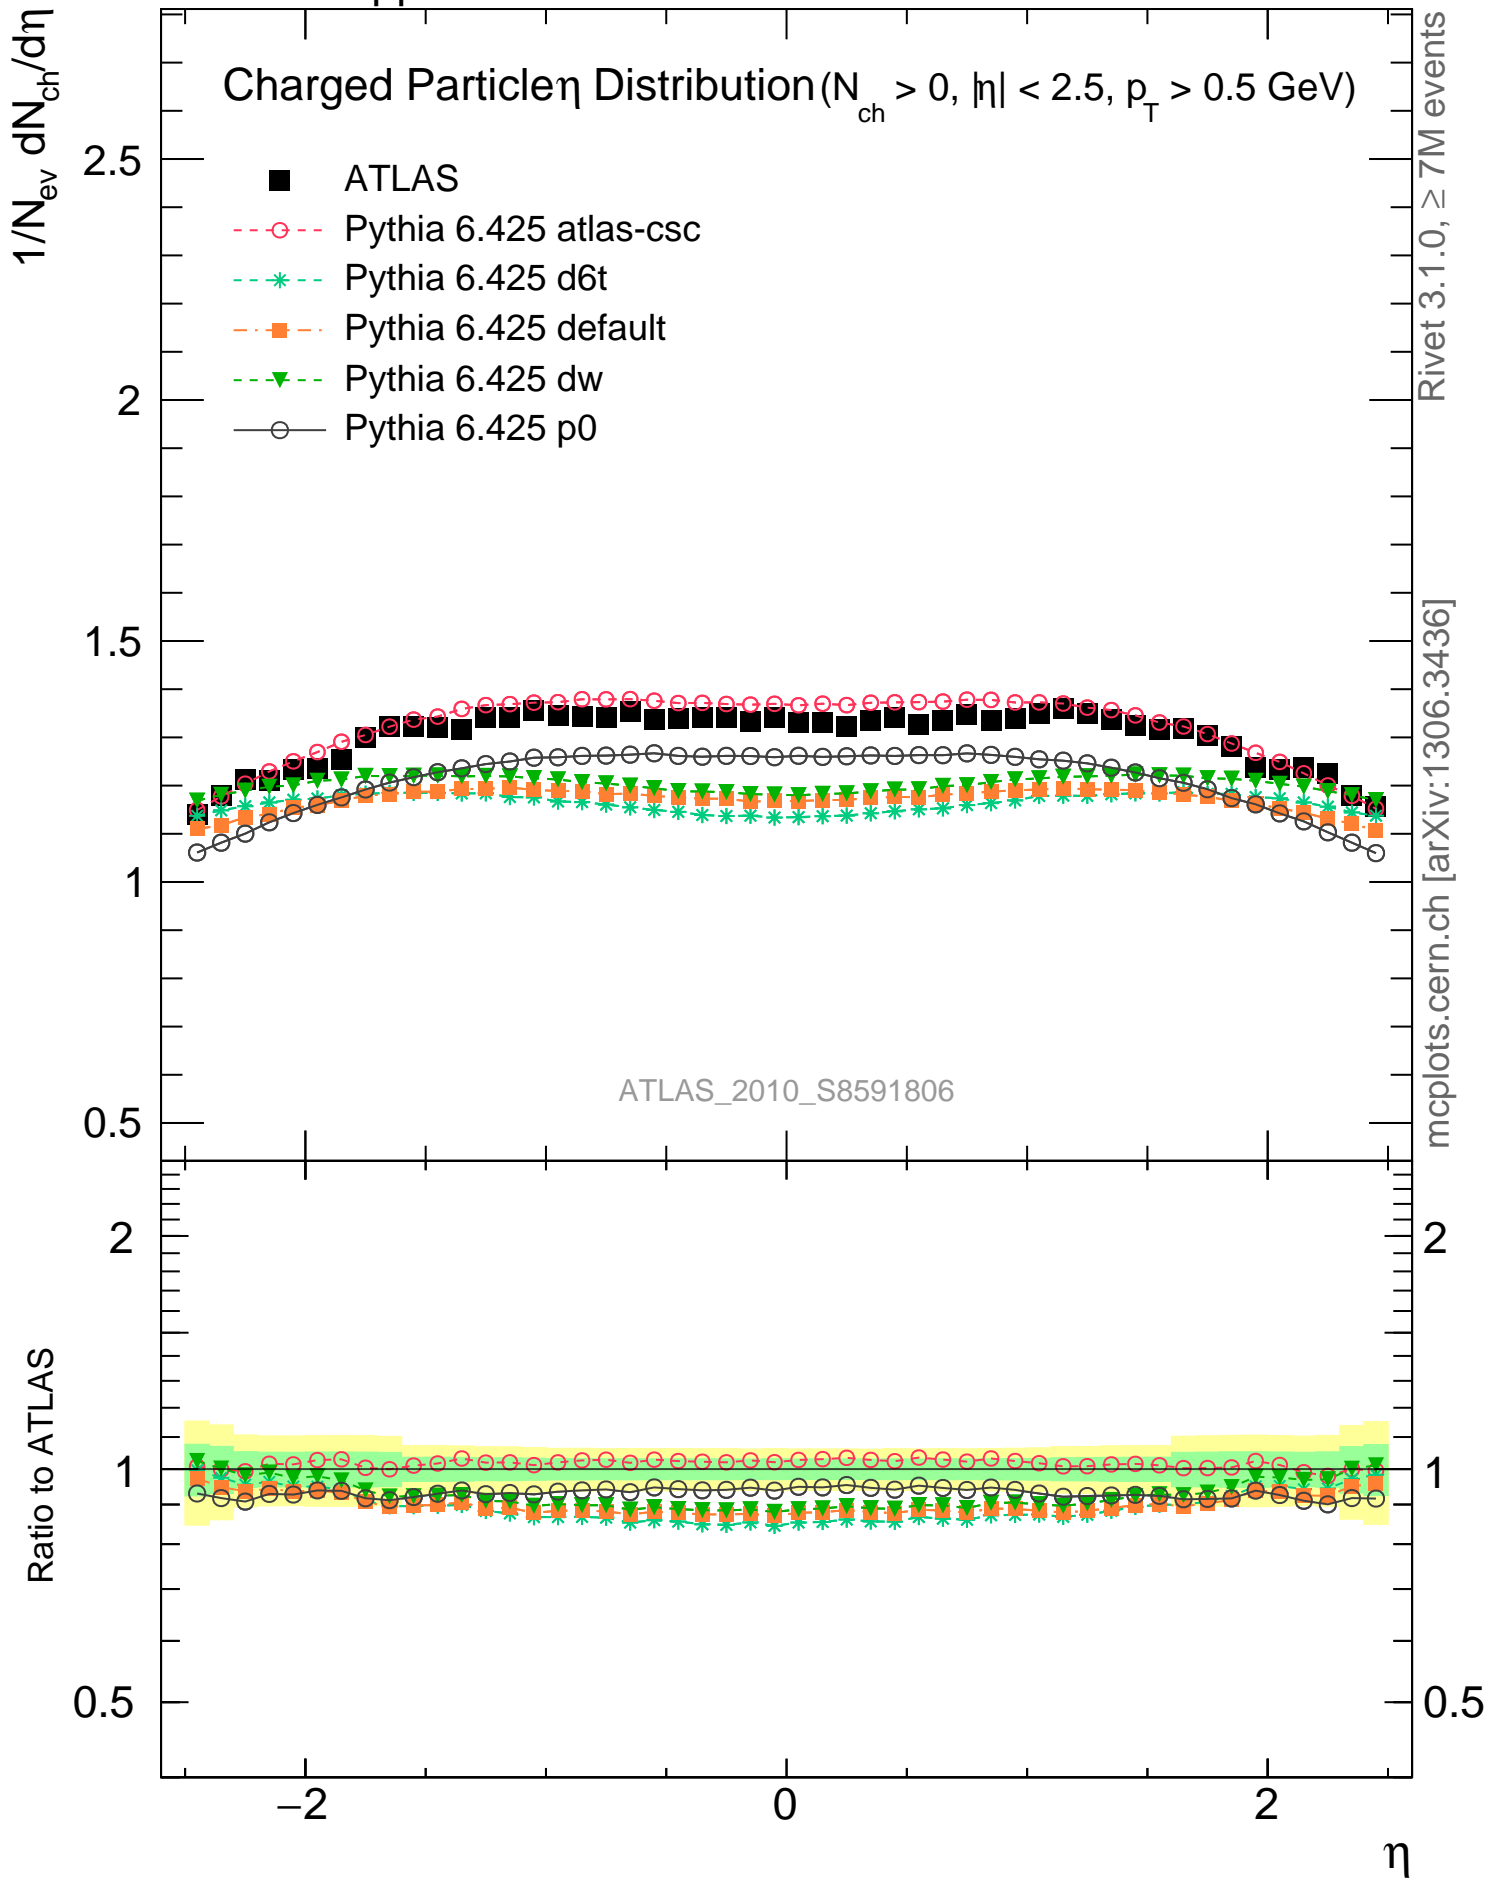 Charged Particleη Distribution (N_ch > 0, |η| < 2.5, p_T > 0.5 GeV)
1/N_ev dN_ch/dη
ATLAS
Pythia 6.425 atlas-csc
Pythia 6.425 d6t
Pythia 6.425 default
Pythia 6.425 dw
Pythia 6.425 p0
2.5
2
1.5
1
0.5
ATLAS_2010_S8591806
Rivet 3.1.0, ≥ 7M events
mcplots.cern.ch [arXiv:1306.3436]
Ratio to ATLAS
2
1
0.5
2
1
0.5
−2
0
2
η